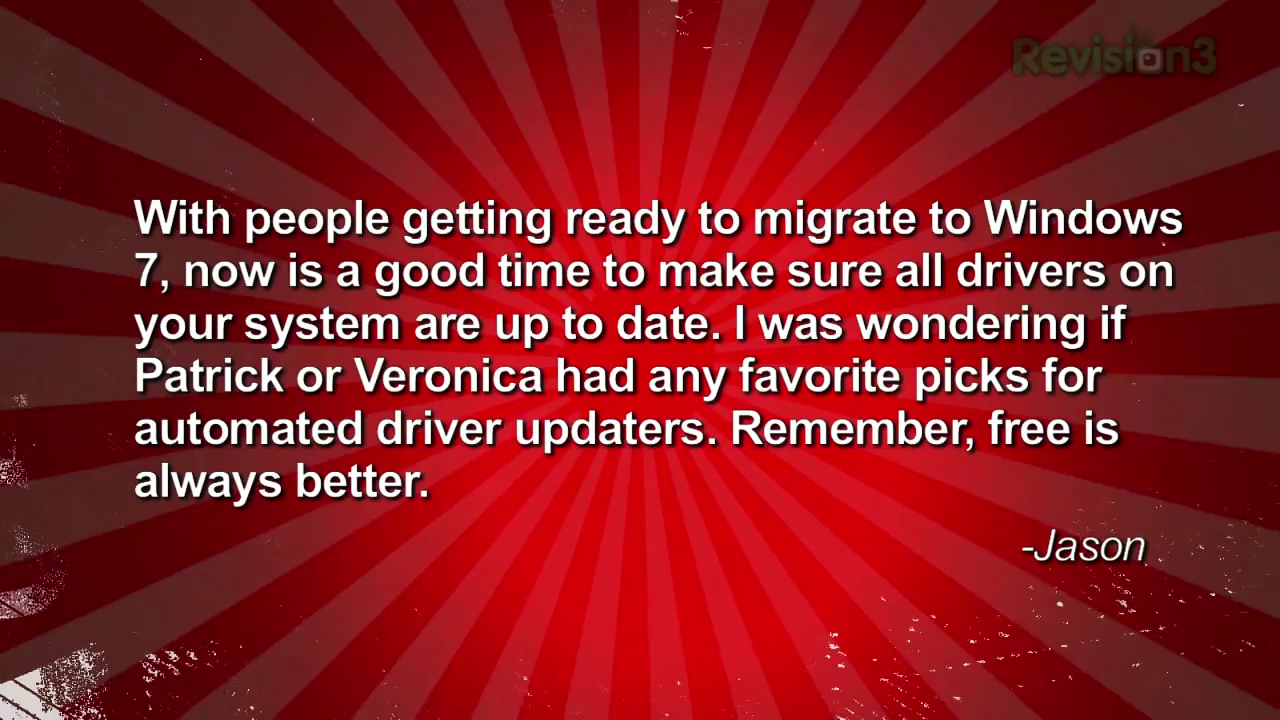 Revision3
With people getting ready to migrate to Windows
7, now is a good time to make sure all drivers on
your system are up to date. I was wondering if
Patrick or Veronica had any favorite picks for
automated driver updaters. Remember, free is
always better.
-Jason